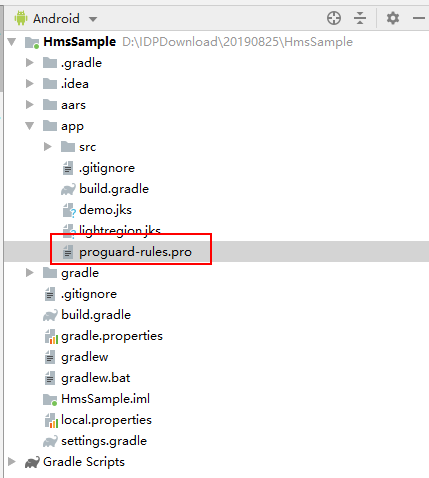 Android
HmsSample D:\IDPDownload\20190825\HmsSample
.gradle
.idea
aars
app
src
.gitignore
build.gradle
demo.jks
lightregion.jks
proguard-rules.pro
gradle
.gitignore
build.gradle
gradle.properties
gradlew
gradlew.bat
HmsSample.iml
local.properties
settings.gradle
Gradle Scripts